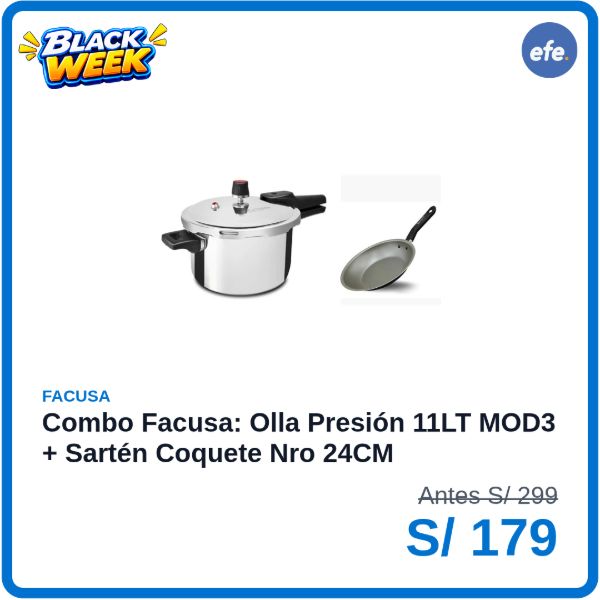 BLACK
WEEK
efe.
FACUSA
Combo Facusa: Olla Presión 11LT MOD3
+ Sartén Coquete Nro 24CM
Antes S/ 299
S/ 179